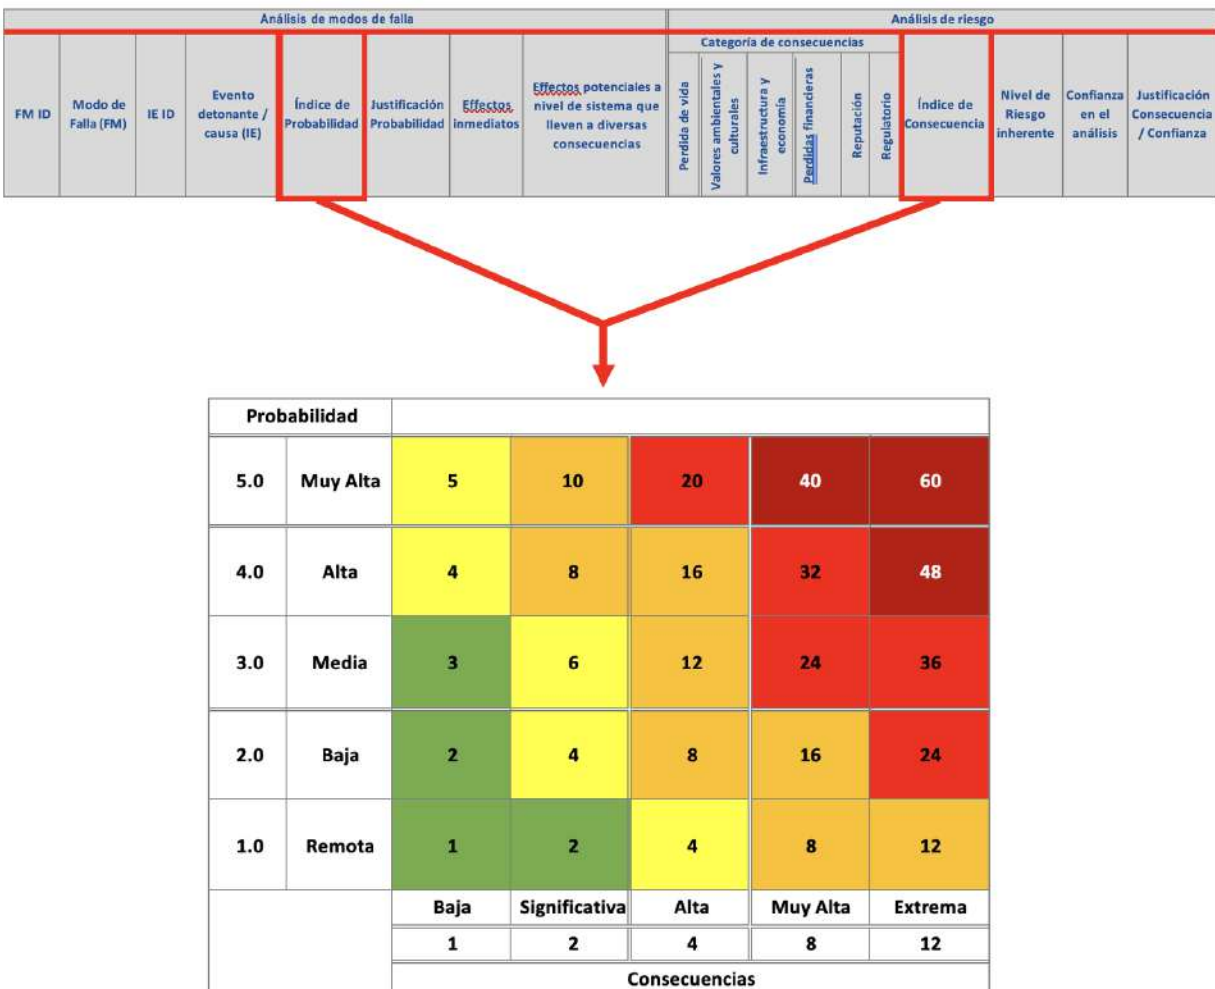 Análisis de modos de falla
Análisis de riesgo
FM ID
Modo de
Falla (FM)
IE ID
Evento
detonante /
causa (IE)
Índice de
Probabilidad
Justificación
Probabilidad
Effectos
inmediatos
Effectos potenciales a
nivel de sistema que
lleven a diversas
consecuencias
Categoría de consecuencias
Perdida de vida
Valores ambientales y
culturales
Infraestructura y
economía
Perdidas financieras
Reputación
Regulatorio
Índice de
Consecuencia
Nivel de
Riesgo
inherente
Confianza
en el
análisis
Justificación
Consecuencia
/ Confianza
Probabilidad
5.0 Muy Alta 5 10 20 40 60
4.0 Alta 4 8 16 32 48
3.0 Media 3 6 12 24 36
2.0 Baja 2 4 8 16 24
1.0 Remota 1 2 4 8 12
Baja Significativa Alta Muy Alta Extrema
1 2 4 8 12
Consecuencias